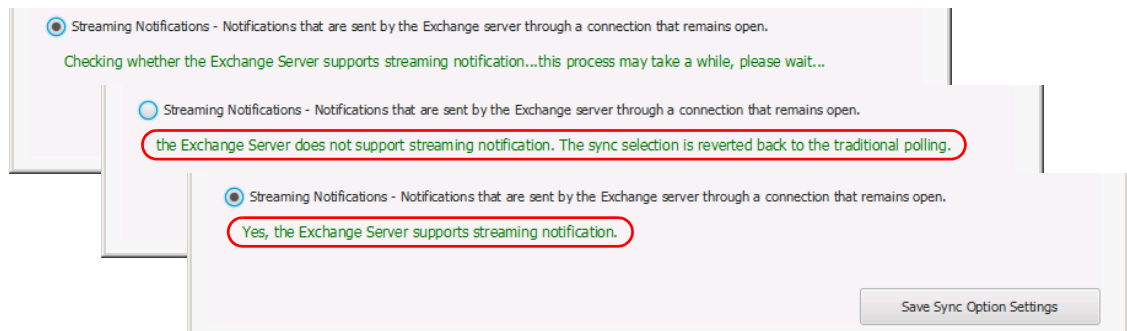 Streaming Notifications - Notifications that are sent by the Exchange server through a connection that remains open.
Checking whether the Exchange Server supports streaming notification...this process may take a while, please wait...
Streaming Notifications - Notifications that are sent by the Exchange server through a connection that remains open.
the Exchange Server does not support streaming notification. The sync selection is reverted back to the traditional polling.
Streaming Notifications - Notifications that are sent by the Exchange server through a connection that remains open.
Yes, the Exchange Server supports streaming notification.
Save Sync Option Settings